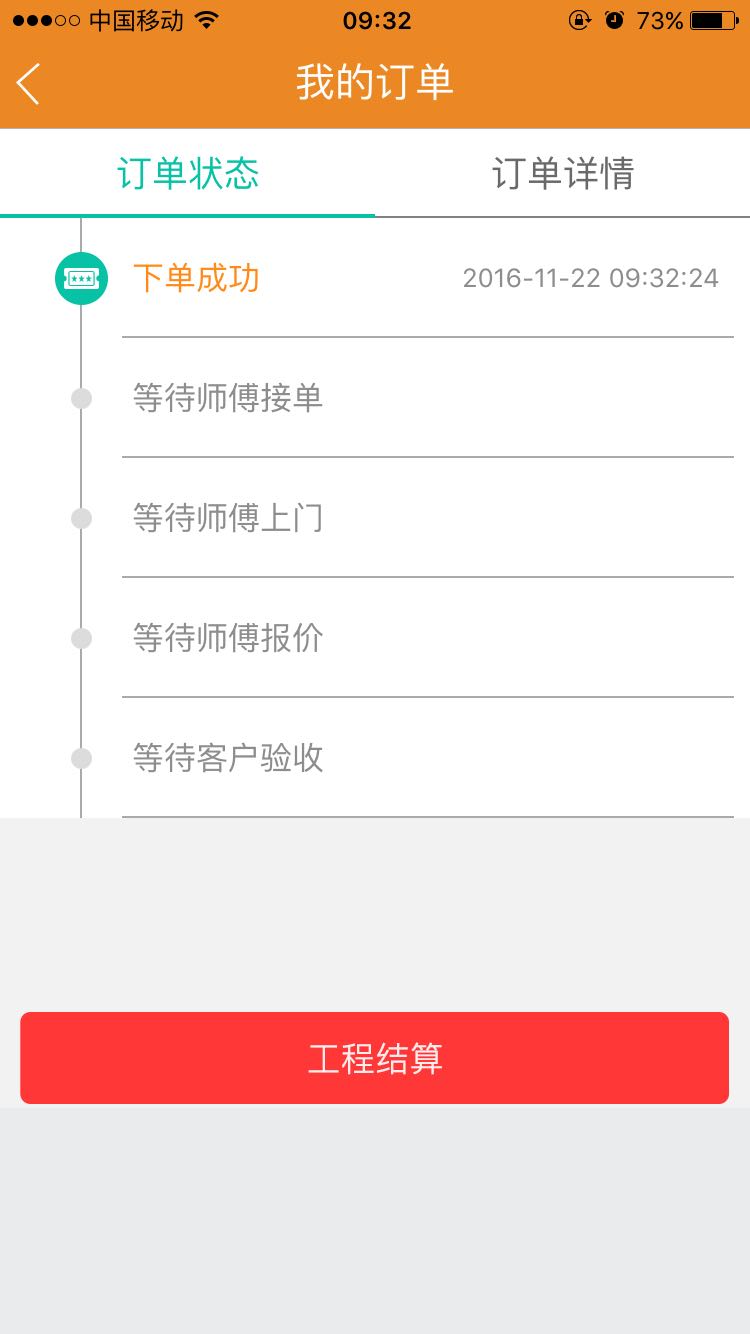 中国移动 09:32 73%
我的订单
订单状态 订单详情
下单成功 2016-11-22 09:32:24
等待师傅接单
等待师傅上门
等待师傅报价
等待客户验收
工程结算